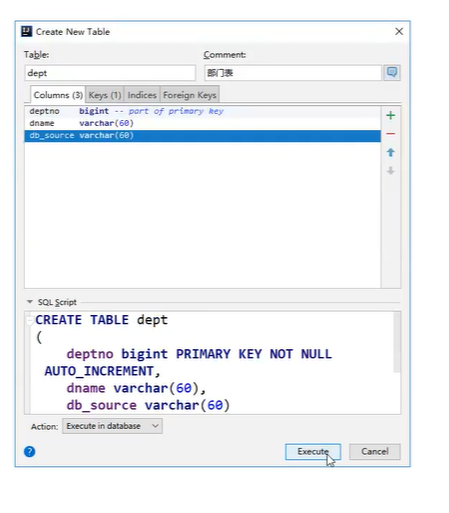 Create New Table
Table: Comment:
dept 部门表
Columns (3) Keys (1) Indices Foreign Keys
deptno bigint -- part of primary key
dname varchar(60)
db_source varchar(60)
SQL Script
CREATE TABLE dept
(
deptno bigint PRIMARY KEY NOT NULL
AUTO_INCREMENT,
dname varchar(60),
db_source varchar(60)
Action: Execute in database
? Execute Cancel